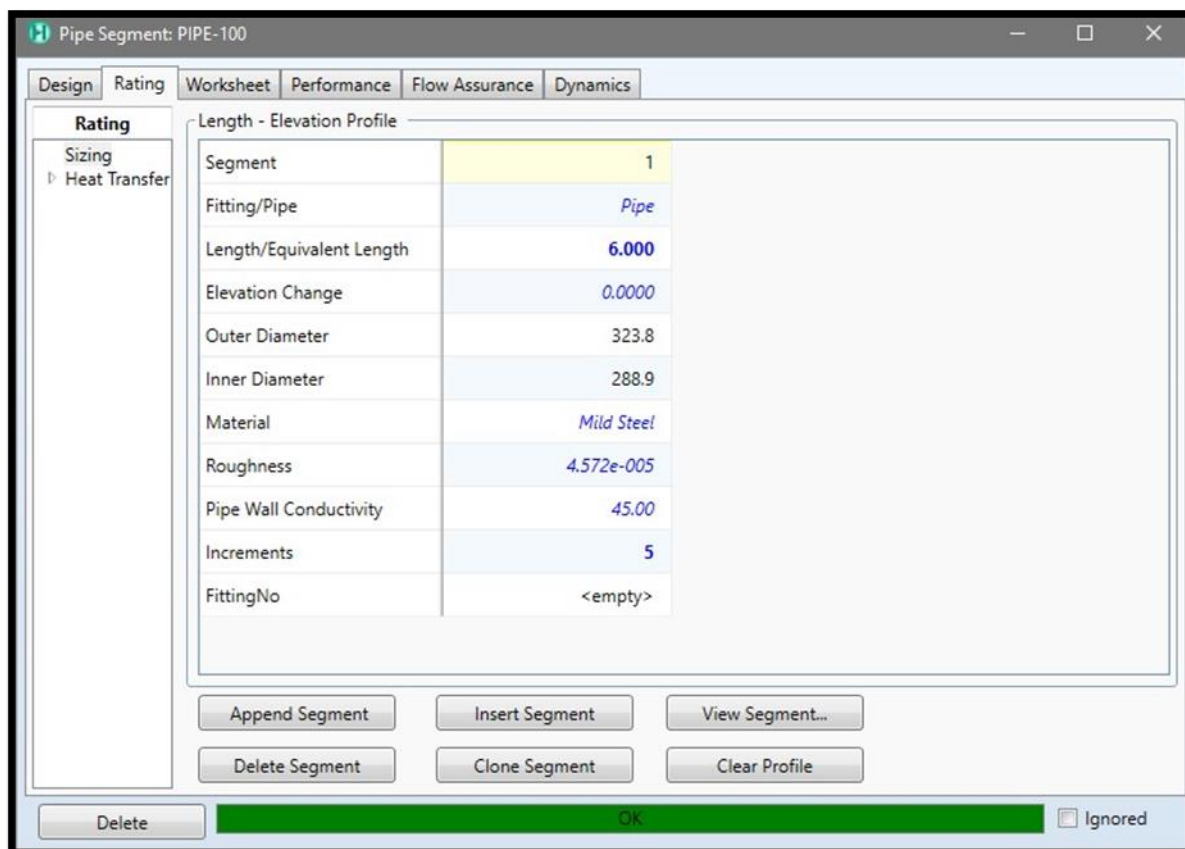 Pipe Segment: PIPE-100
Design Rating Worksheet Performance Flow Assurance Dynamics
Rating
Sizing
Heat Transfer
Length - Elevation Profile
Segment 1
Fitting/Pipe Pipe
Length/Equivalent Length 6.000
Elevation Change 0.0000
Outer Diameter 323.8
Inner Diameter 288.9
Material Mild Steel
Roughness 4.572e-005
Pipe Wall Conductivity 45.00
Increments 5
FittingNo <empty>
Append Segment Insert Segment View Segment...
Delete Segment Clone Segment Clear Profile
Delete OK Ignored